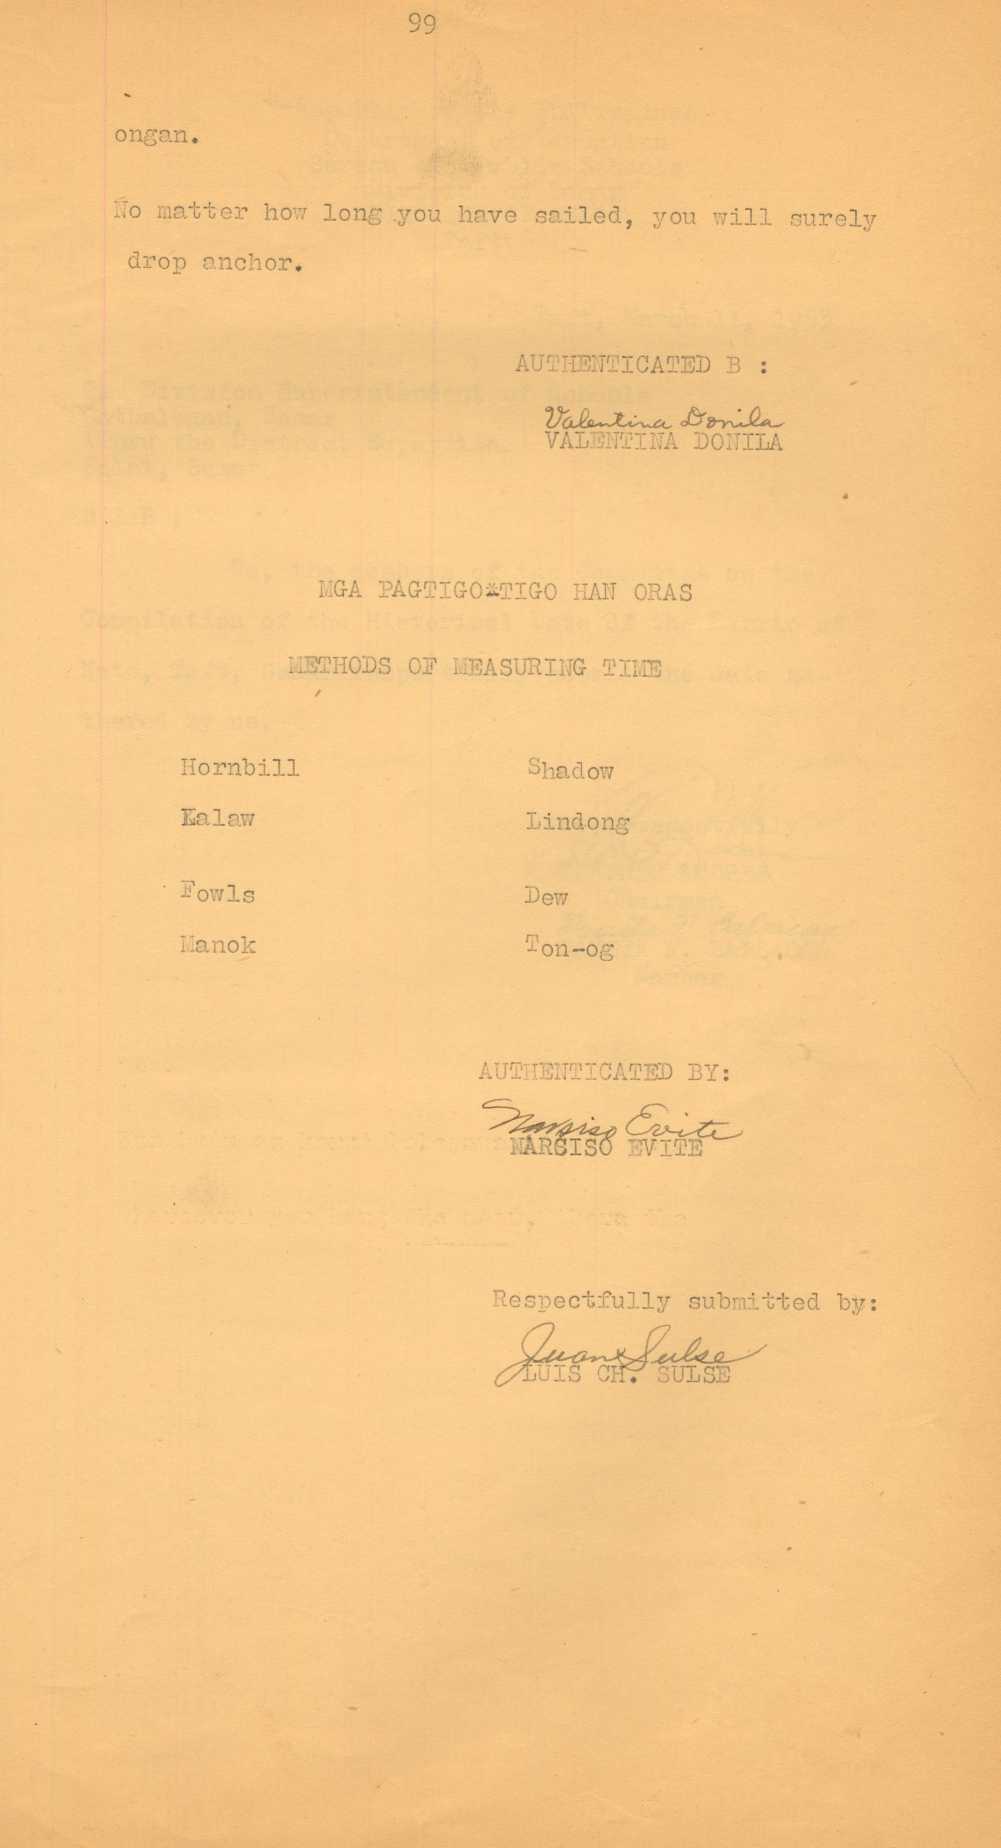 99
ongan.
No matter how long you have sailed, you will surely
drop anchor.
AUTHENTICATED B :
Valentina Donila
VALENTINA DONILA
MGA PAGTIGO*TIGO HAN ORAS
METHODS OF MEASURING TIME
Hornbill Shadow
Kalaw Lindong
Fowls Dew
Manok Ton-og
AUTHENTICATED BY:
Narsiso Evite
NARSISO EVITE
Respectfully submitted by:
Juan Sulse
LUIS CH. SULSE